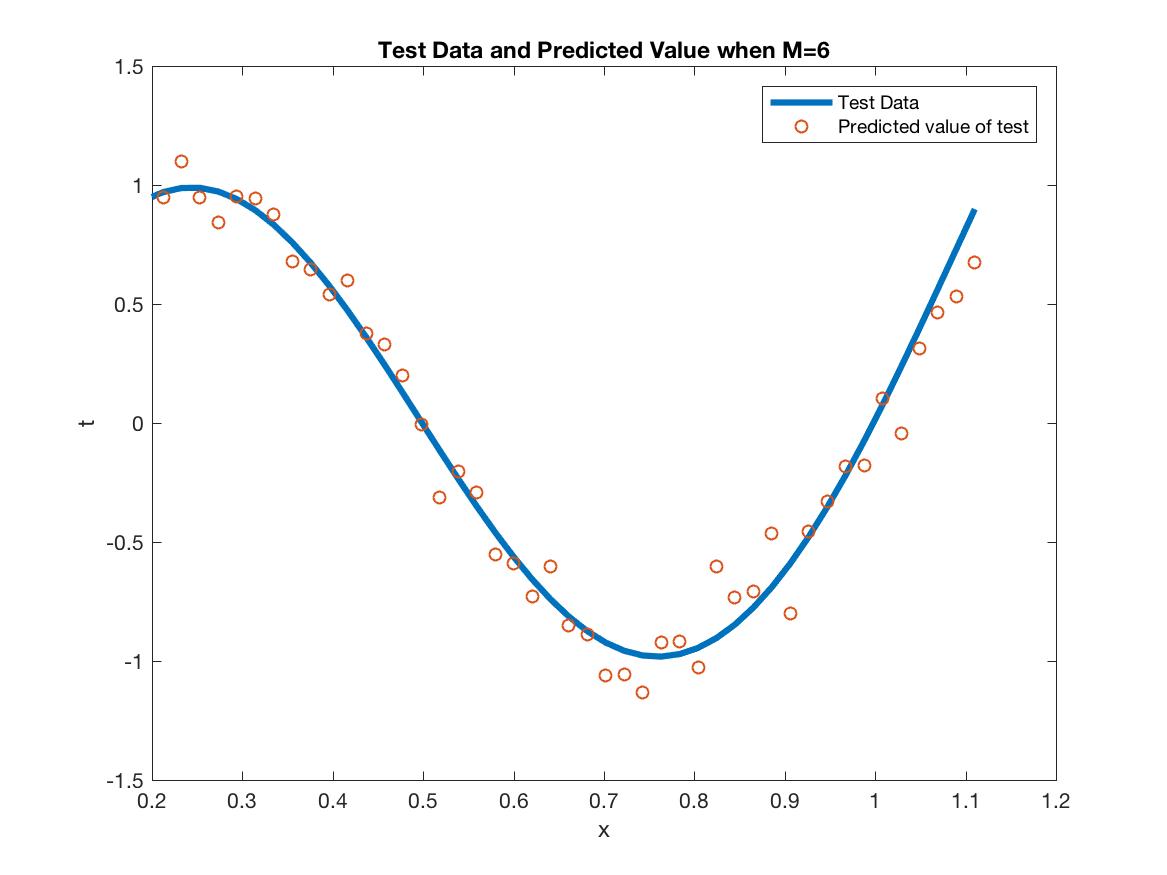 Test Data and Predicted Value when M=6
1.5
1
0.5
0
-0.5
-1
-1.5
t
Test Data
Predicted value of test
0.2 0.3 0.4 0.5 0.6 0.7 0.8 0.9 1 1.1 1.2
x